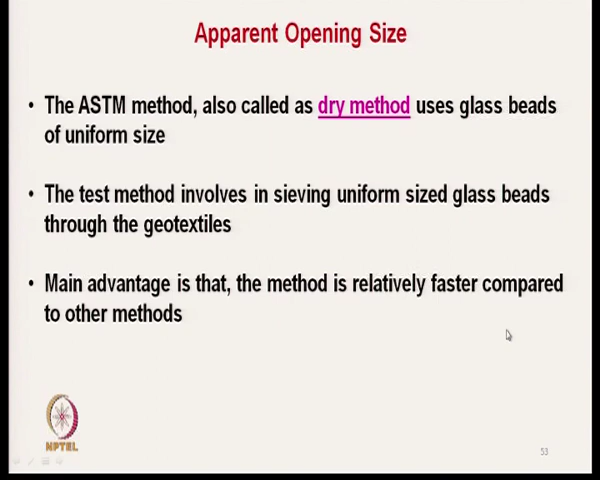 Apparent Opening Size
• The ASTM method, also called as dry method uses glass beads
of uniform size
• The test method involves in sieving uniform sized glass beads
through the geotextiles
• Main advantage is that, the method is relatively faster compared
to other methods
NPTEL
53